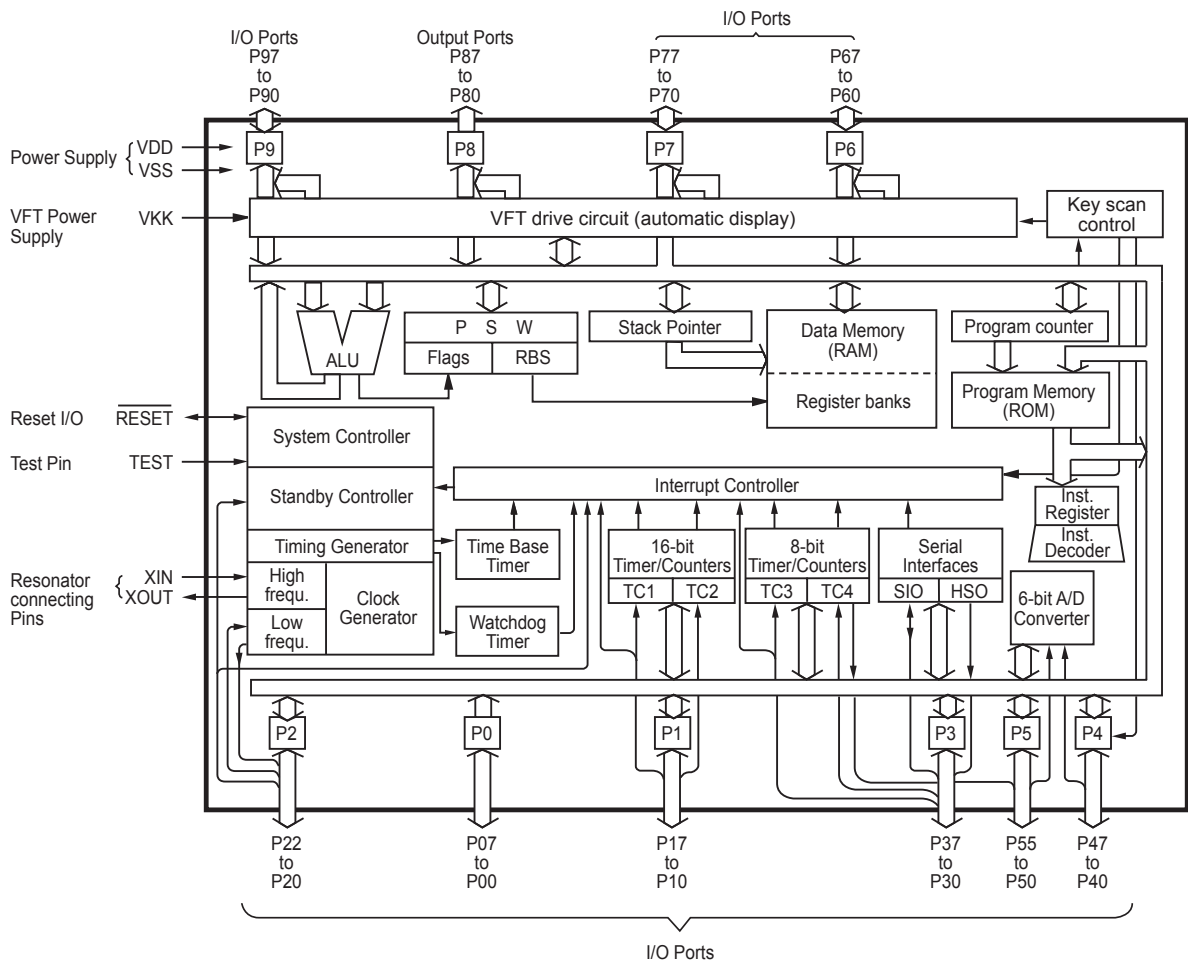 I/O Ports
I/O Ports
P97
to
P90
Output Ports
P87
to
P80
P77
to
P70
P67
to
P60
Power Supply
VDD
VSS
P9
P8
P7
P6
VFT Power
Supply
VKK
VFT drive circuit (automatic display)
Key scan
control
ALU
P S W
Flags
RBS
Stack Pointer
Data Memory
(RAM)
Register banks
Program counter
Program Memory
(ROM)
Reset I/O
RESET
Test Pin
TEST
System Controller
Standby Controller
Interrupt Controller
Inst.
Register
Inst.
Decoder
Timing Generator
Time Base
Timer
16-bit
Timer/Counters
TC1
TC2
8-bit
Timer/Counters
TC3
TC4
Serial
Interfaces
SIO
HSO
6-bit A/D
Converter
Resonator
connecting
Pins
XIN
XOUT
High
frequ.
Low
frequ.
Clock
Generator
Watchdog
Timer
P2
P0
P1
P3
P5
P4
P22
to
P20
P07
to
P00
P17
to
P10
P37
to
P30
P55
to
P50
P47
to
P40
I/O Ports